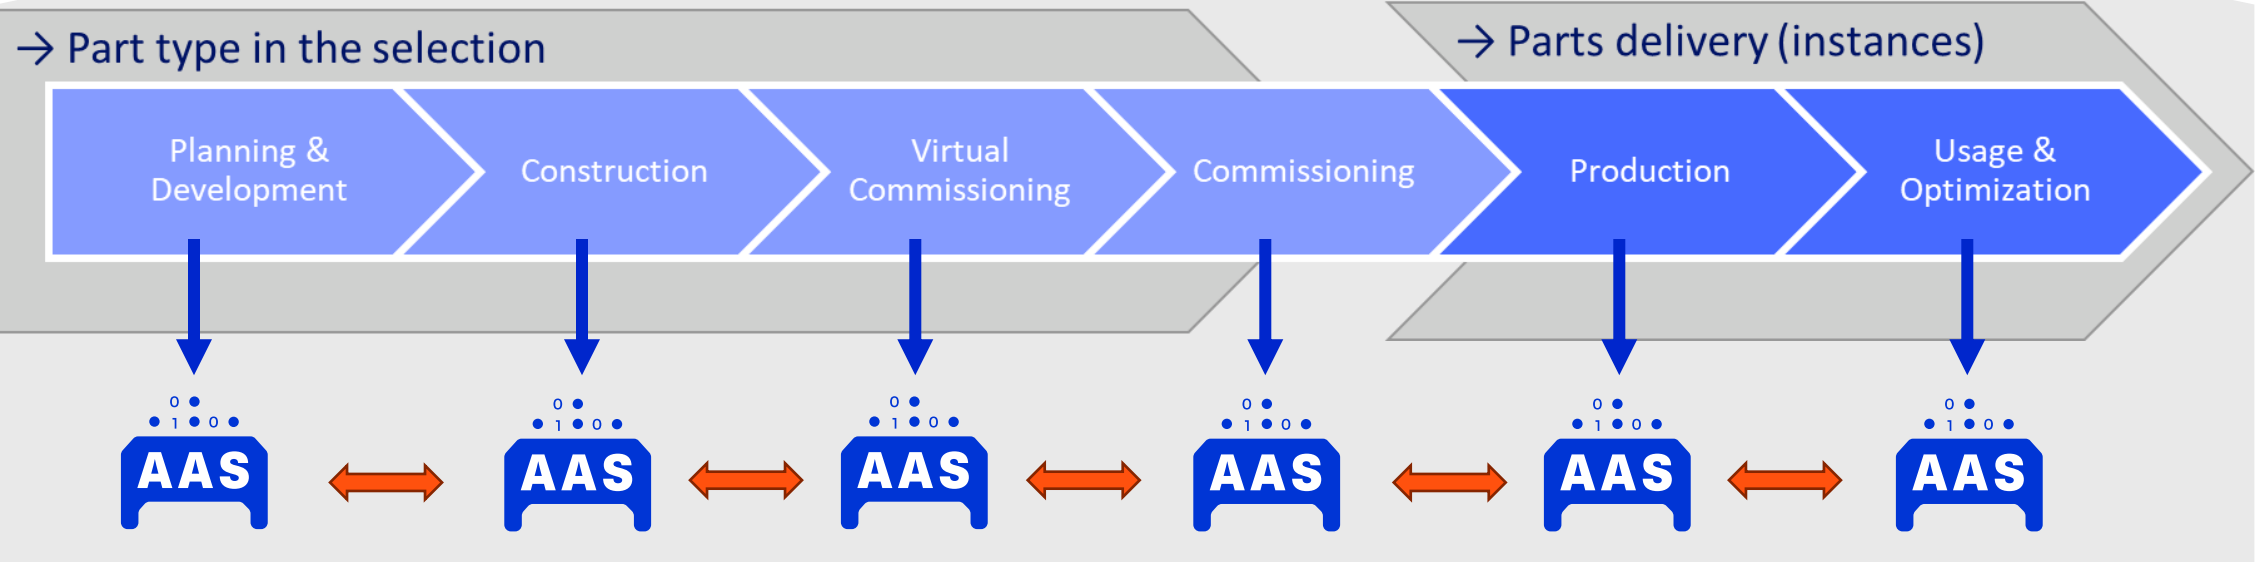 → Part type in the selection
→ Parts delivery (instances)
Planning &
Development
Construction
Virtual
Commissioning
Commissioning
Production
Usage &
Optimization
0
1 0
AAS
0
1 0
AAS
0
1 0
AAS
0
1 0
AAS
0
1 0
AAS
0
1 0
AAS